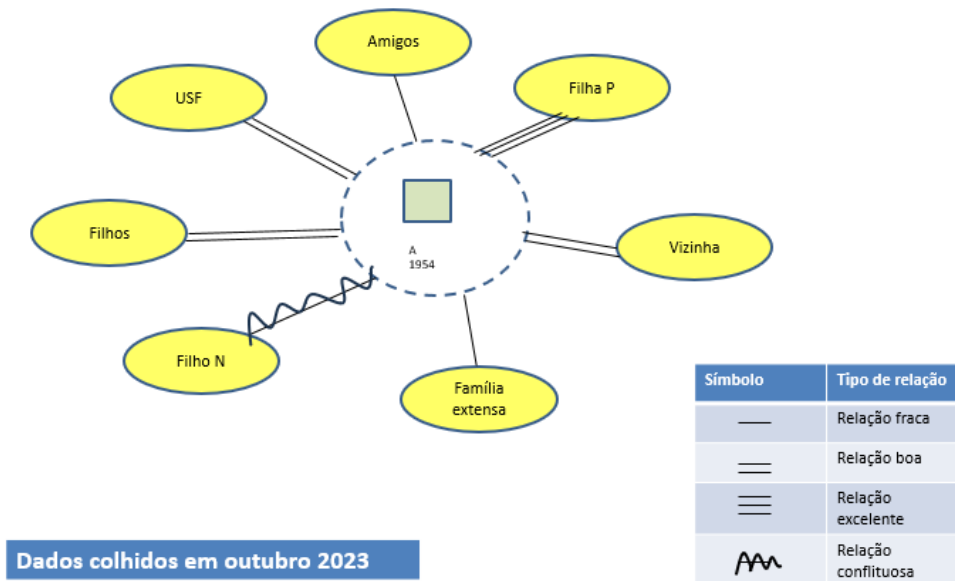 Amigos
USF
Filha P
Filhos
A
1954
Vizinha
Filho N
Família
extensa
Símbolo Tipo de relação
Relação fraca
Relação boa
Relação
excelente
Relação
conflituosa
Dados colhidos em outubro 2023